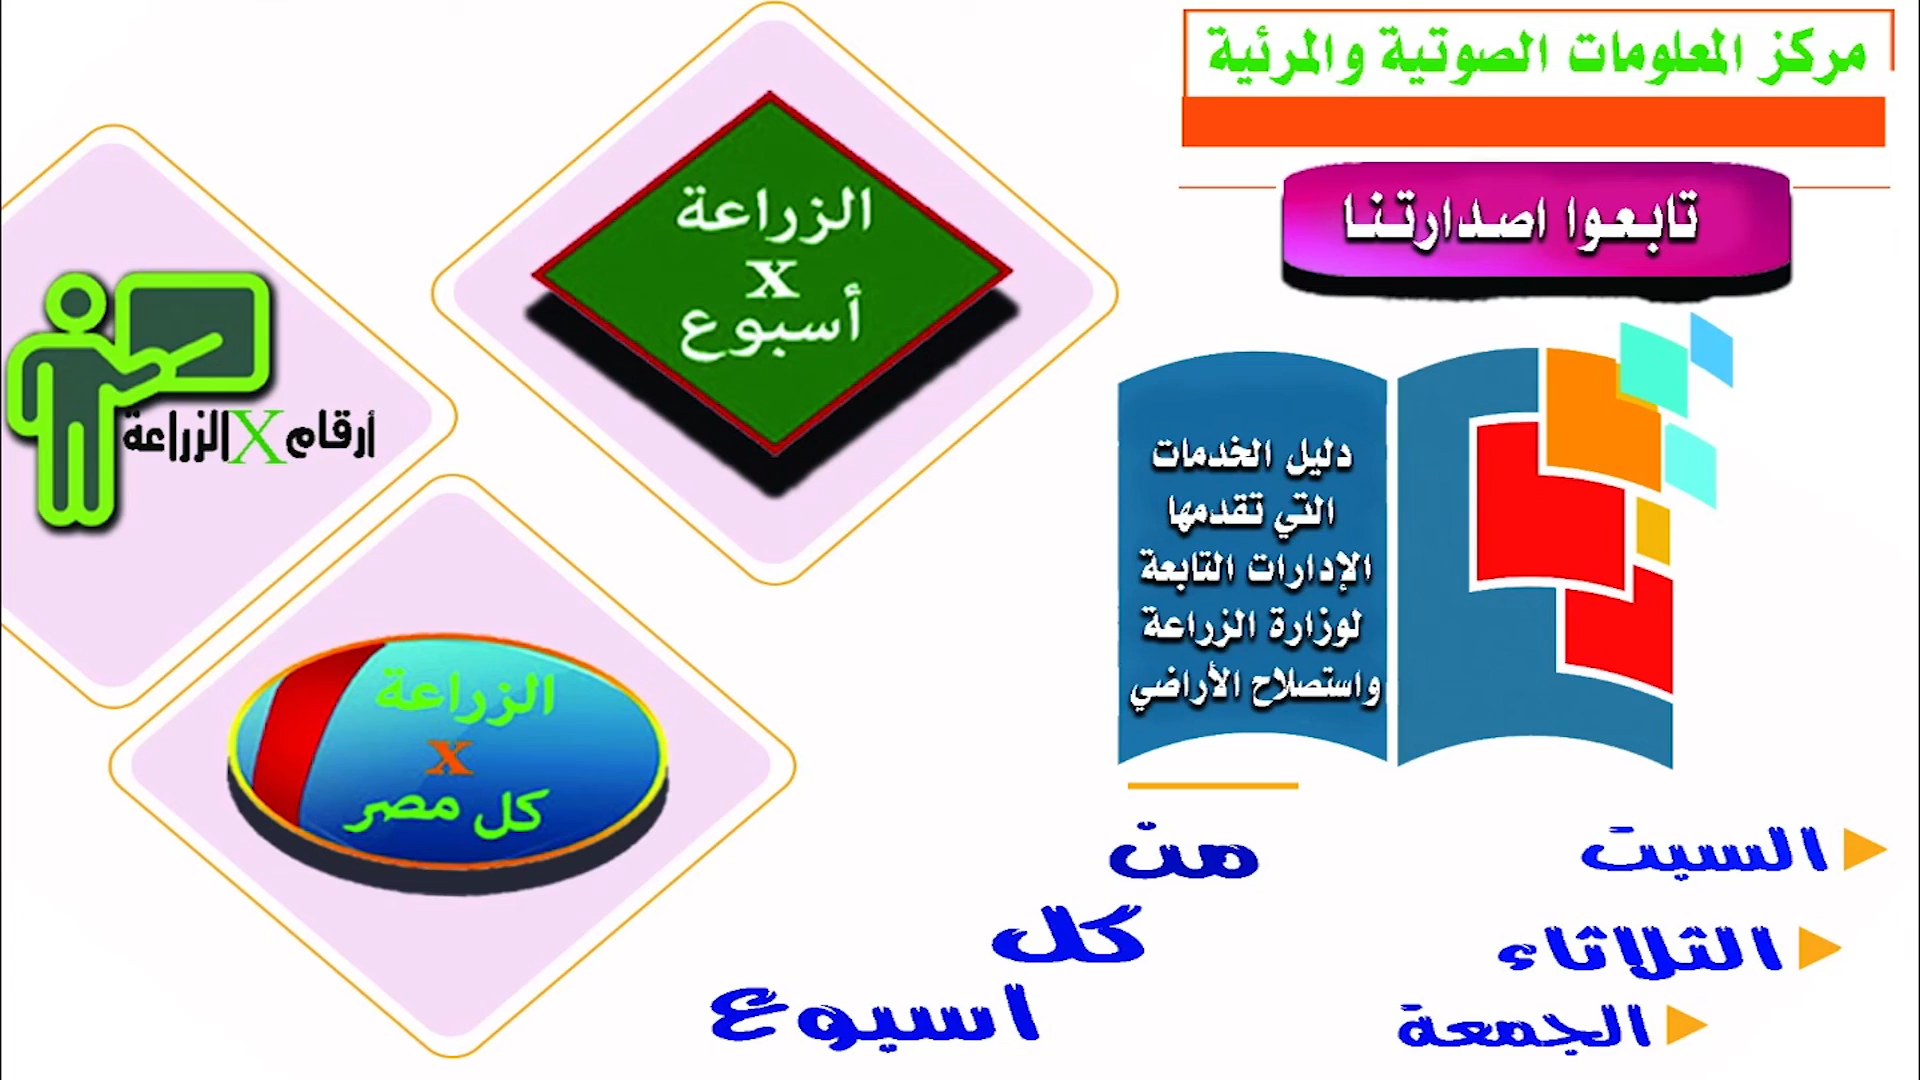 مركز المعلومات الصوتية والمرئية
تابعوا اصدارتنا
الزراعة
X
أسبوع
أرقام X الزراعة
دليل الخدمات
التي تقدمها
الإدارات التابعة
لوزارة الزراعة
واستصلاح الأراضي
الزراعة
X
كل مصر
السبت
الثلاثاء
الجمعة
من
كل
اسبوع